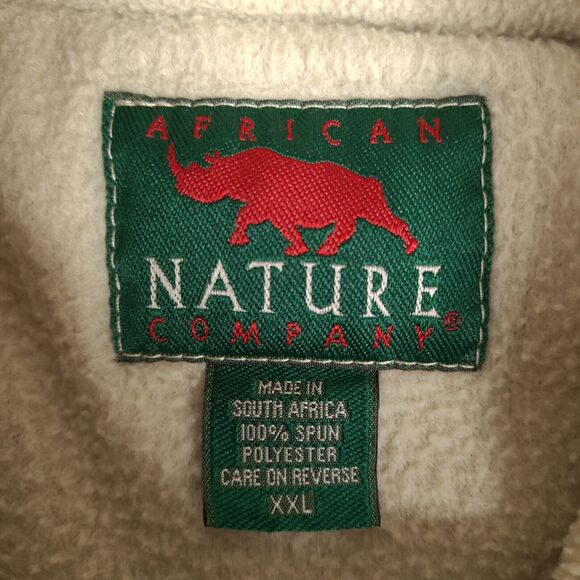 AFRICAN
NATURE
COMPANY®
MADE IN
SOUTH AFRICA
100% SPUN
POLYESTER
CARE ON REVERSE
XXL